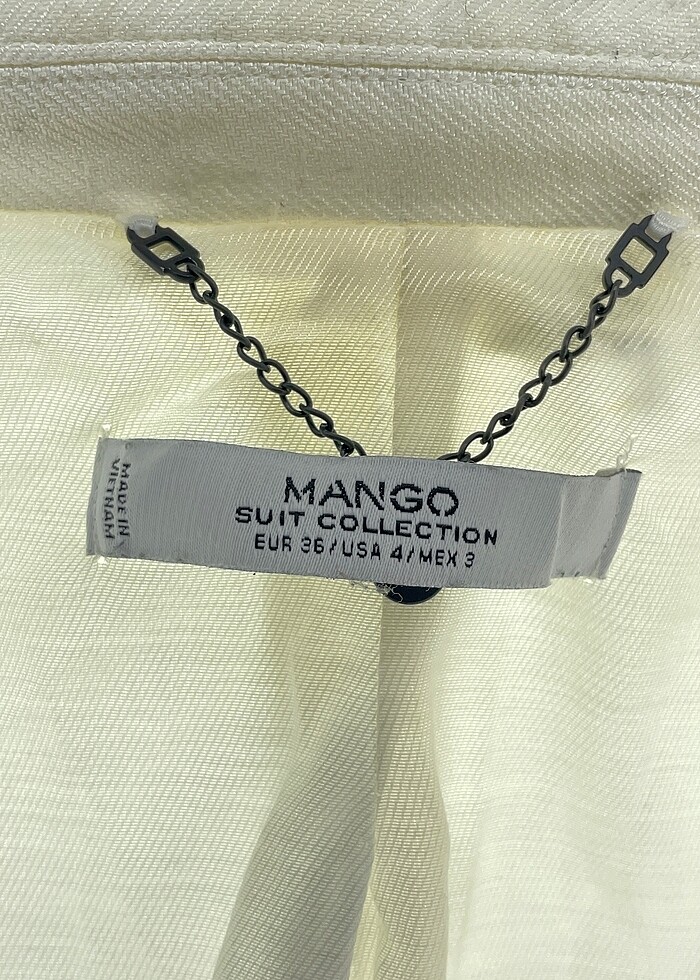 MADE IN
VIETNAM
MANGO
SUIT COLLECTION
EUR 36/USA 4/MEX 3